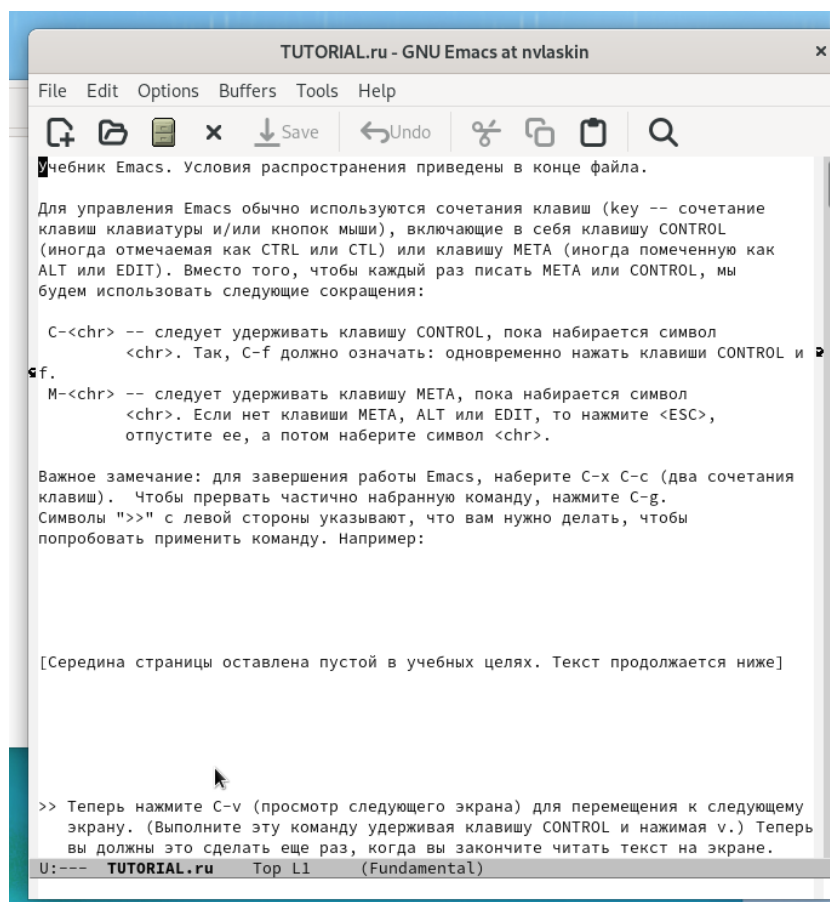 TUTORIAL.ru - GNU Emacs at nvlaskin
File Edit Options Buffers Tools Help
Save Undo
Учебник Emacs. Условия распространения приведены в конце файла.
Для управления Emacs обычно используются сочетания клавиш (key -- сочетание
клавиш клавиатуры и/или кнопок мыши), включающие в себя клавишу CONTROL
(иногда отмечаемая как CTRL или CTL) или клавишу META (иногда помеченную как
ALT или EDIT). Вместо того, чтобы каждый раз писать META или CONTROL, мы
будем использовать следующие сокращения:
C-<chr> -- следует удерживать клавишу CONTROL, пока набирается символ
<chr>. Так, C-f должно означать: одновременно нажать клавиши CONTROL и
f.
M-<chr> -- следует удерживать клавишу META, пока набирается символ
<chr>. Если нет клавиши META, ALT или EDIT, то нажмите <ESC>,
отпустите ее, а потом наберите символ <chr>.
Важное замечание: для завершения работы Emacs, наберите C-x C-c (два сочетания
клавиш). Чтобы прервать частично набранную команду, нажмите C-g.
Символы ">>" с левой стороны указывают, что вам нужно делать, чтобы
попробовать применить команду. Например:
[Середина страницы оставлена пустой в учебных целях. Текст продолжается ниже]
>> Теперь нажмите C-v (просмотр следующего экрана) для перемещения к следующему
экрану. (Выполните эту команду удерживая клавишу CONTROL и нажимая v.) Теперь
вы должны это сделать еще раз, когда вы закончите читать текст на экране.
U:--- TUTORIAL.ru Top L1 (Fundamental)